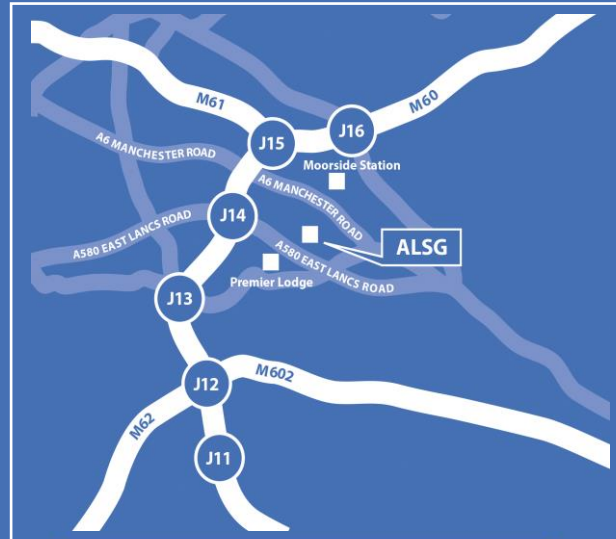 M61
M60
J16
J15
A6 MANCHESTER ROAD
Moorside Station
A6 MANCHESTER ROAD
J14
A580 EAST LANCS ROAD
ALSG
A580 EAST LANCS ROAD
Premier Lodge
J13
M602
J12
M62
J11